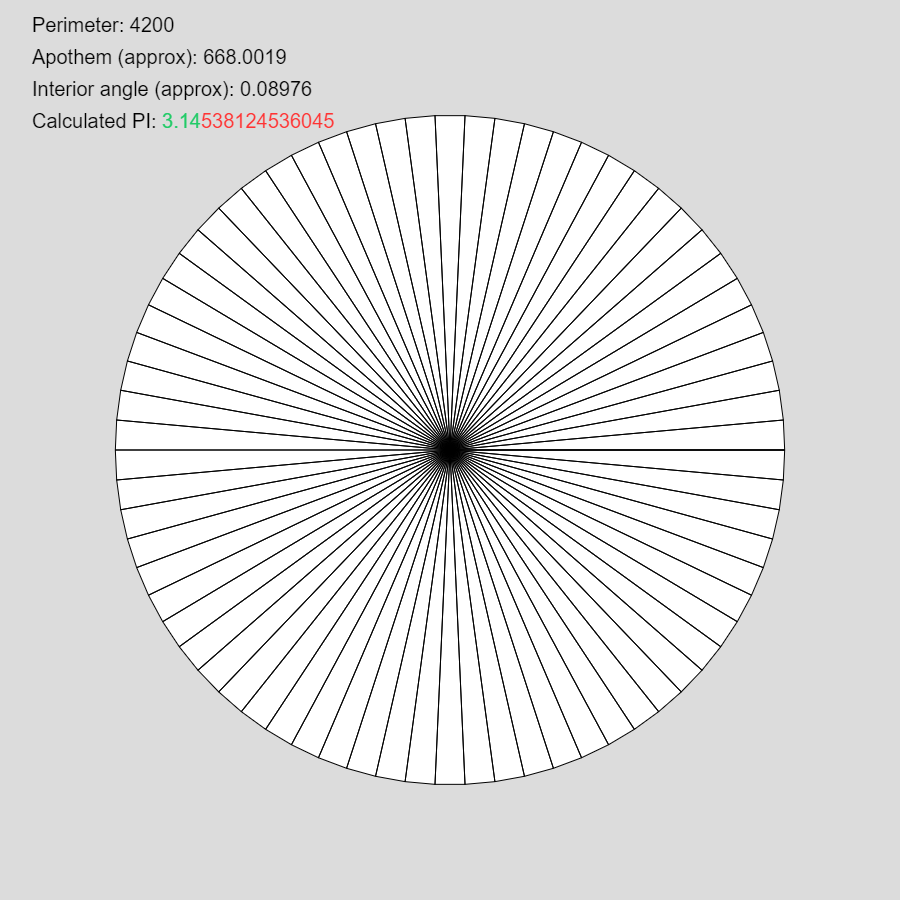 Perimeter: 4200
Apothem (approx): 668.0019
Interior angle (approx): 0.08976
Calculated PI: 3.14538124536045